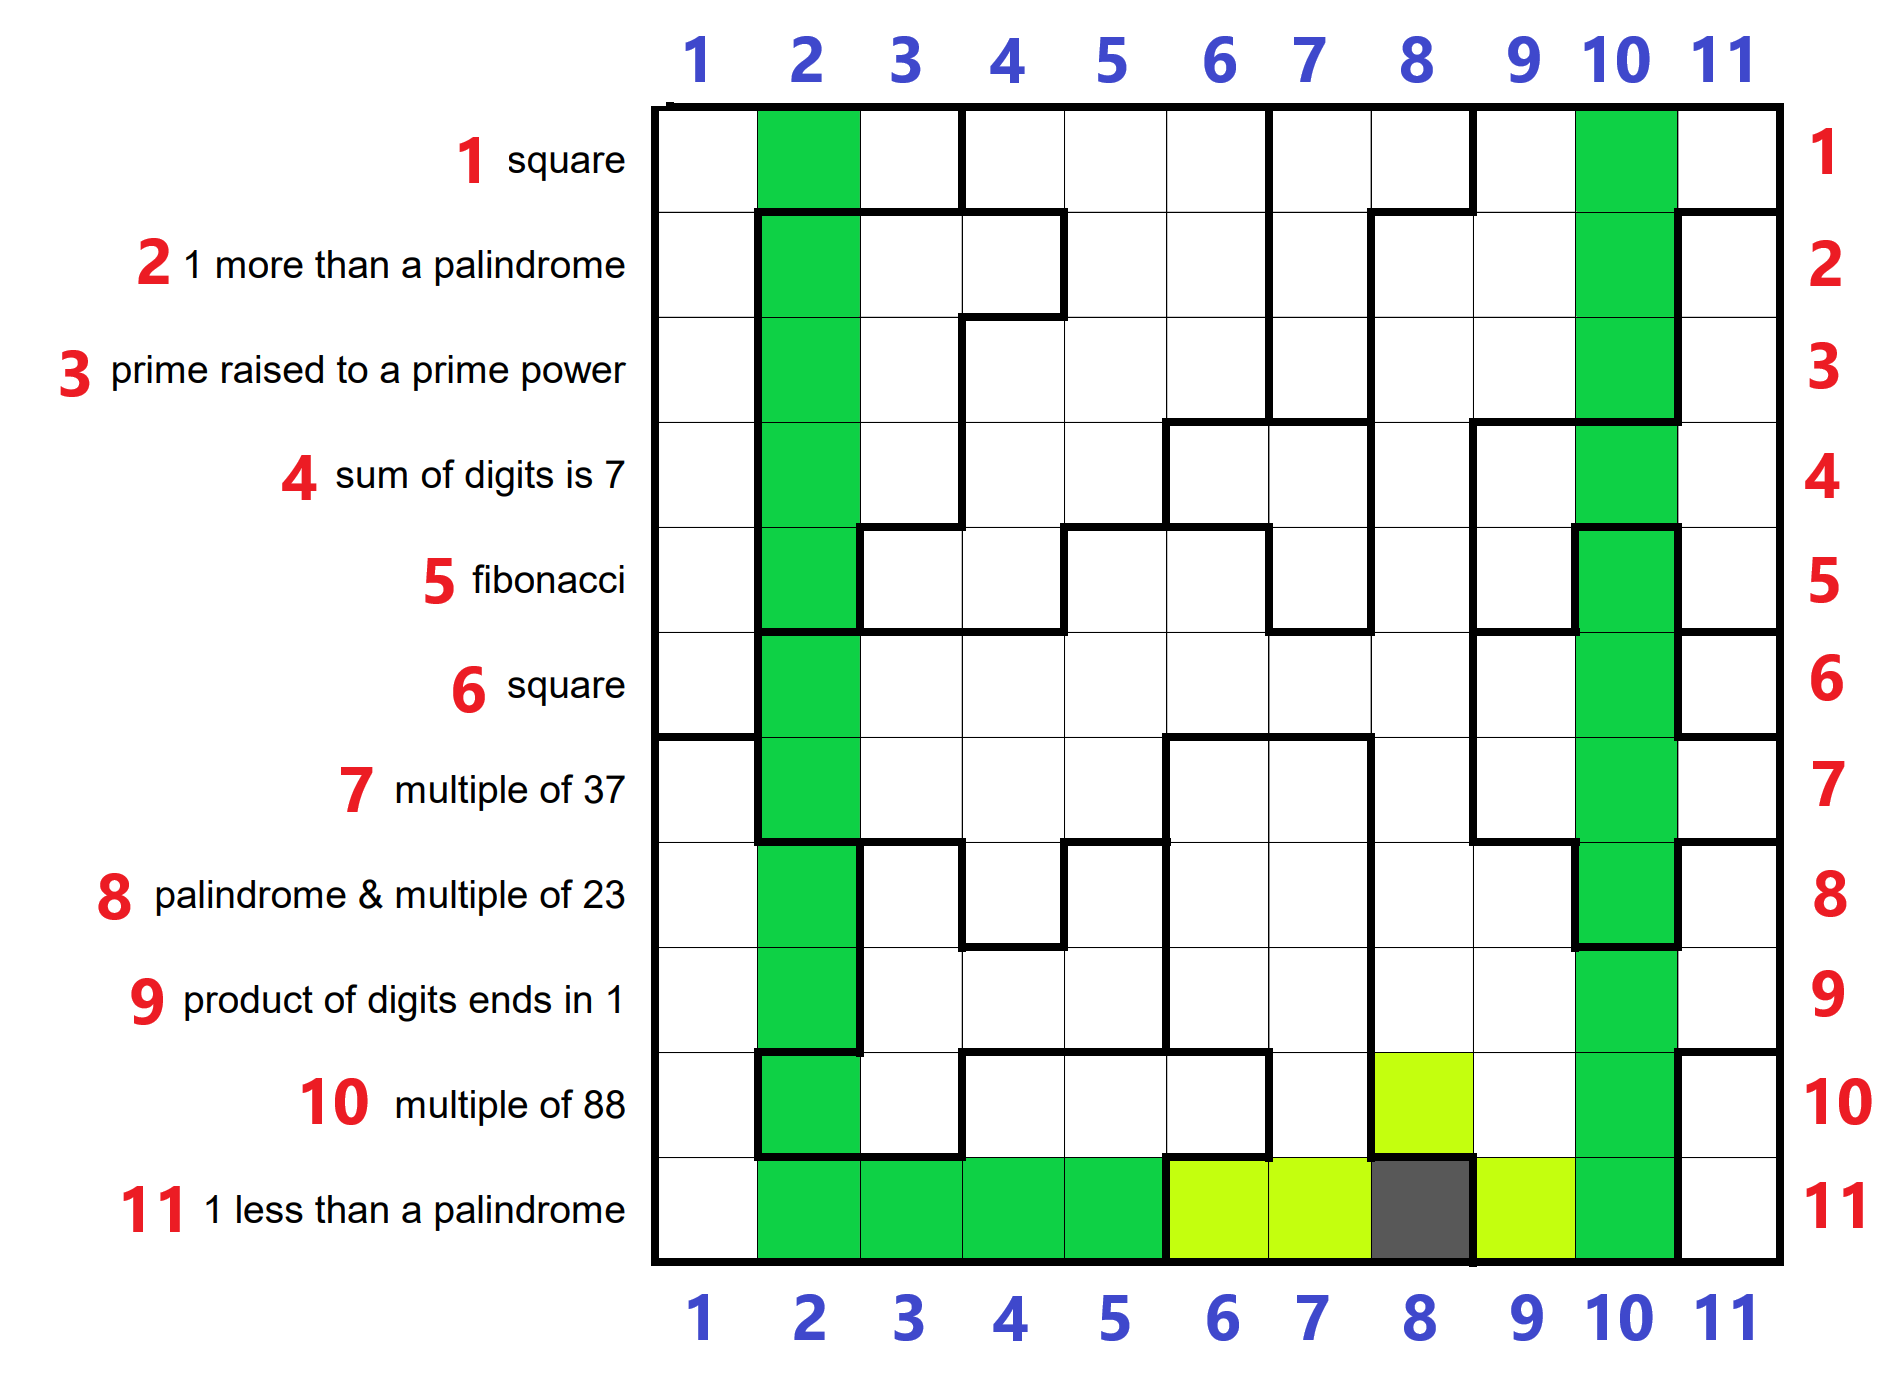 1 2 3 4 5 6 7 8 9 10 11
1 square 1
2 1 more than a palindrome 2
3 prime raised to a prime power 3
4 sum of digits is 7 4
5 fibonacci 5
6 square 6
7 multiple of 37 7
8 palindrome & multiple of 23 8
9 product of digits ends in 1 9
10 multiple of 88 10
11 1 less than a palindrome 11
1 2 3 4 5 6 7 8 9 10 11